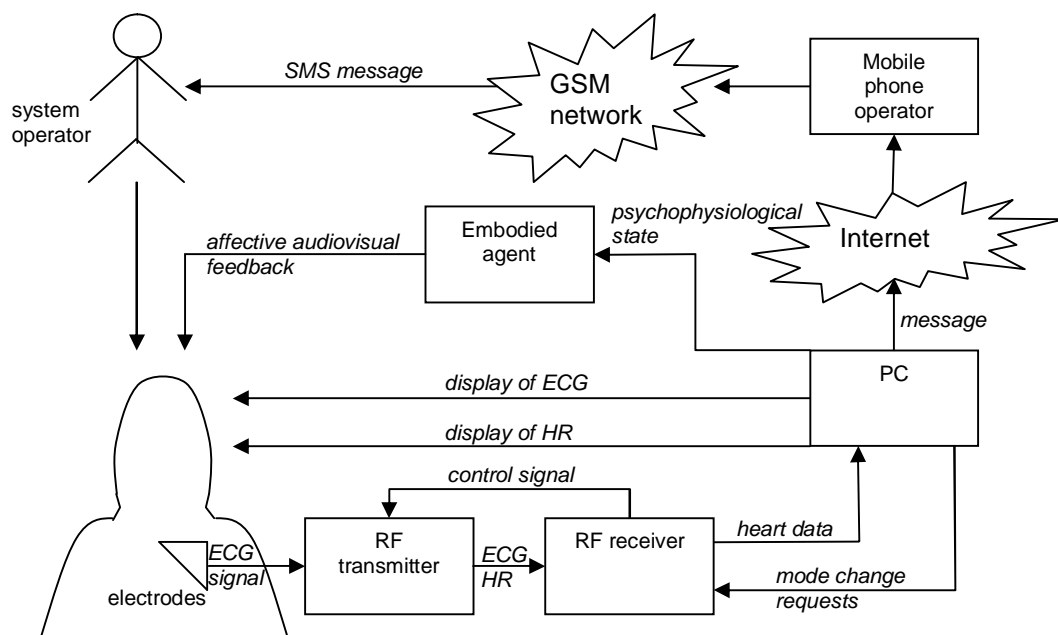 system
operator
SMS message
GSM
network
Mobile
phone
operator
affective audiovisual
feedback
Embodied
agent
psychophysiological
state
Internet
message
PC
display of ECG
display of HR
control signal
ECG
signal
electrodes
RF
transmitter
ECG
HR
RF receiver
heart data
mode change
requests